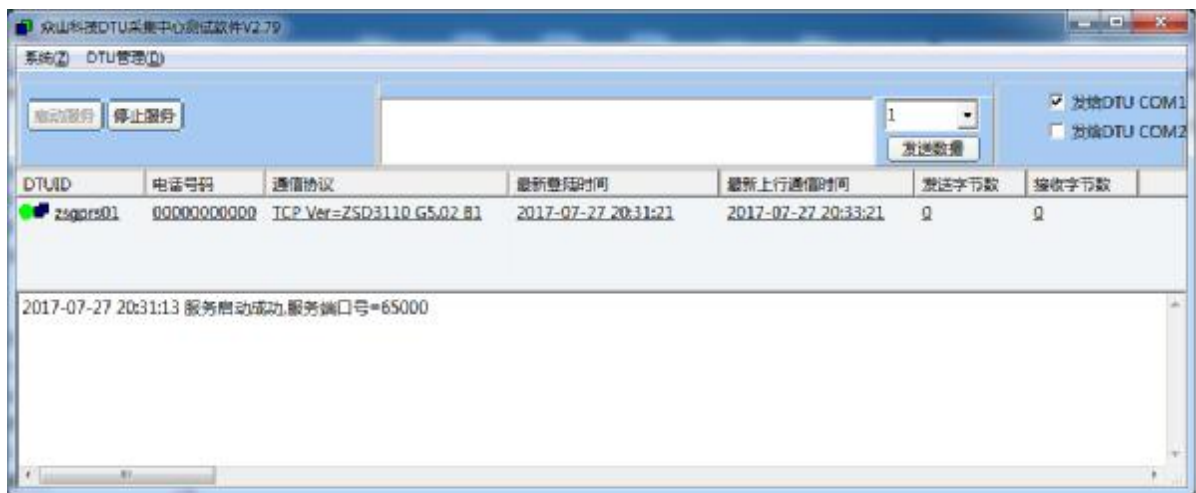 众山科技DTU采集中心测试软件V2.79
系统(Z) DTU管理(D)
启动服务 停止服务
1
发送数据
发给DTU COM1
发给DTU COM2
DTUID 电话号码 通信协议 最新登陆时间 最新上行通信时间 发送字节数 接收字节数
zsgprs01 00000000000 TCP Ver=ZSD3110 G5.02 B1 2017-07-27 20:31:21 2017-07-27 20:33:21 0 0
2017-07-27 20:31:13 服务启动成功,服务端口号=65000